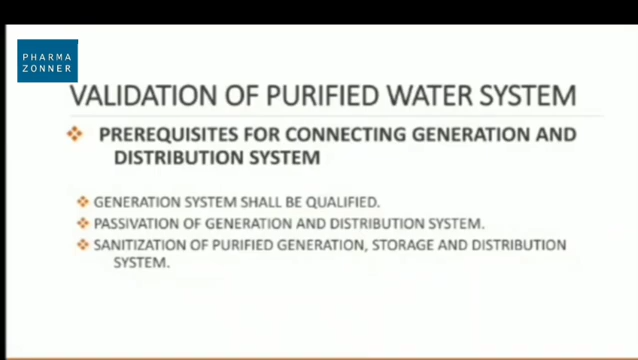 PHARMA
ZONNER
VALIDATION OF PURIFIED WATER SYSTEM
PREREQUISITES FOR CONNECTING GENERATION AND
DISTRIBUTION SYSTEM
GENERATION SYSTEM SHALL BE QUALIFIED.
PASSIVATION OF GENERATION AND DISTRIBUTION SYSTEM.
SANITIZATION OF PURIFIED GENERATION, STORAGE AND DISTRIBUTION
SYSTEM.